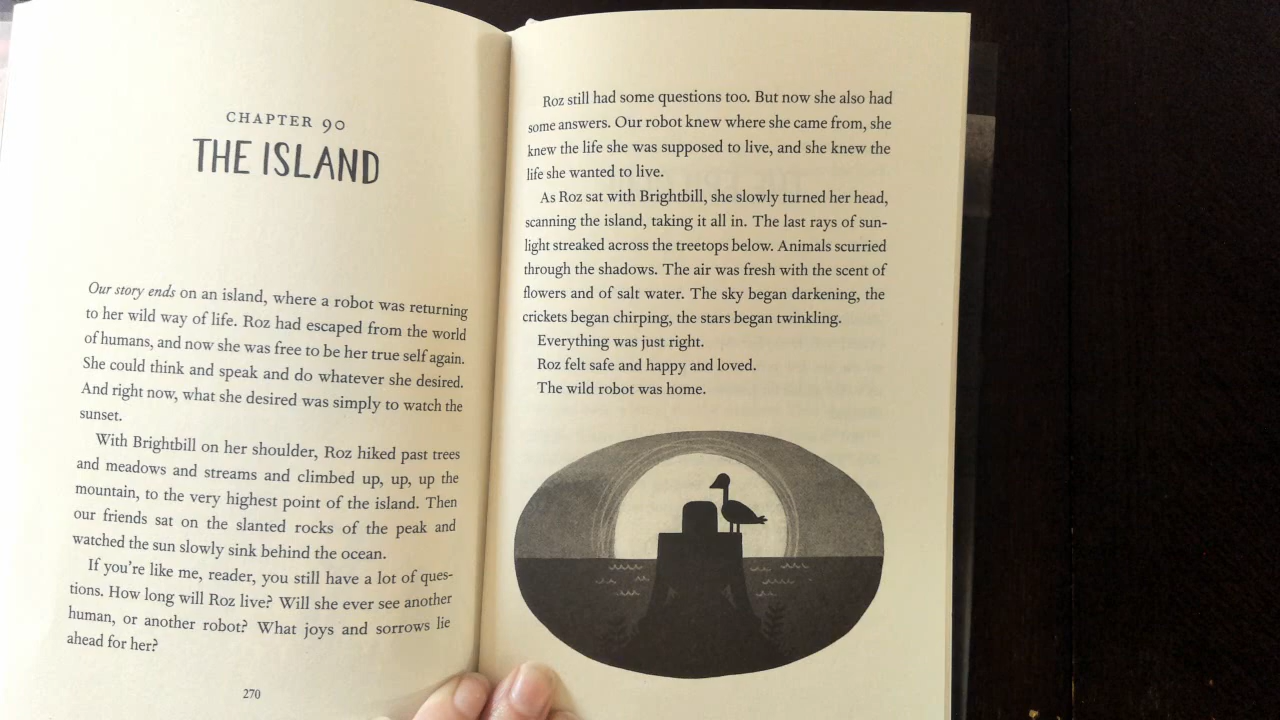 CHAPTER 90
THE ISLAND
Our story ends on an island, where a robot was returning
to her wild way of life. Roz had escaped from the world
of humans, and now she was free to be her true self again.
She could think and speak and do whatever she desired.
And right now, what she desired was simply to watch the
sunset.
With Brightbill on her shoulder, Roz hiked past trees
and meadows and streams and climbed up, up, up the
mountain, to the very highest point of the island. Then
our friends sat on the slanted rocks of the peak and
watched the sun slowly sink behind the ocean.
If you’re like me, reader, you still have a lot of ques-
tions. How long will Roz live? Will she ever see another
human, or another robot? What joys and sorrows lie
ahead for her?
270
Roz still had some questions too. But now she also had
some answers. Our robot knew where she came from, she
knew the life she was supposed to live, and she knew the
life she wanted to live.
As Roz sat with Brightbill, she slowly turned her head,
scanning the island, taking it all in. The last rays of sun-
light streaked across the treetops below. Animals scurried
through the shadows. The air was fresh with the scent of
flowers and of salt water. The sky began darkening, the
crickets began chirping, the stars began twinkling.
Everything was just right.
Roz felt safe and happy and loved.
The wild robot was home.